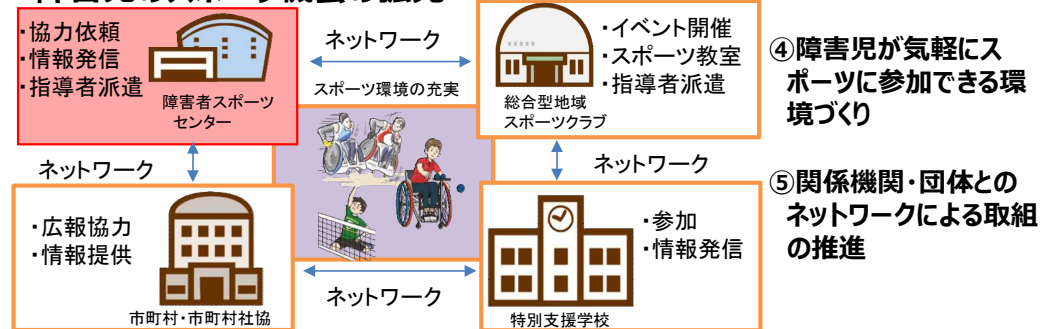 ・協力依頼
・情報発信
・指導者派遣
障害者スポーツ
センター
ネットワーク
スポーツ環境の充実
・イベント開催
・スポーツ教室
・指導者派遣
総合型地域
スポーツクラブ
④障害児が気軽にス
ポーツに参加できる環
境づくり
ネットワーク
ネットワーク
⑤関係機関・団体との
ネットワークによる取組
の推進
・広報協力
・情報提供
市町村・市町村社協
ネットワーク
・参加
・情報発信
特別支援学校